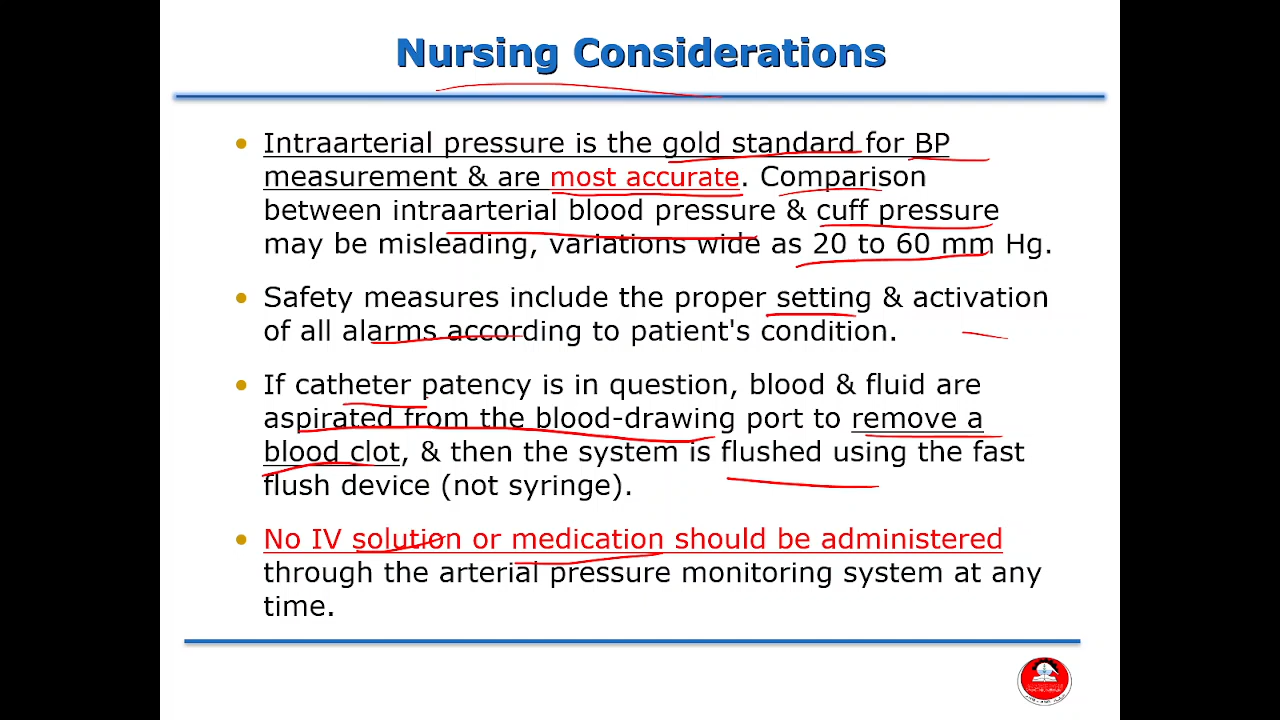 Nursing Considerations
• Intraarterial pressure is the gold standard for BP
measurement & are most accurate. Comparison
between intraarterial blood pressure & cuff pressure
may be misleading, variations wide as 20 to 60 mm Hg.
• Safety measures include the proper setting & activation
of all alarms according to patient's condition.
• If catheter patency is in question, blood & fluid are
aspirated from the blood-drawing port to remove a
blood clot, & then the system is flushed using the fast
flush device (not syringe).
• No IV solution or medication should be administered
through the arterial pressure monitoring system at any
time.